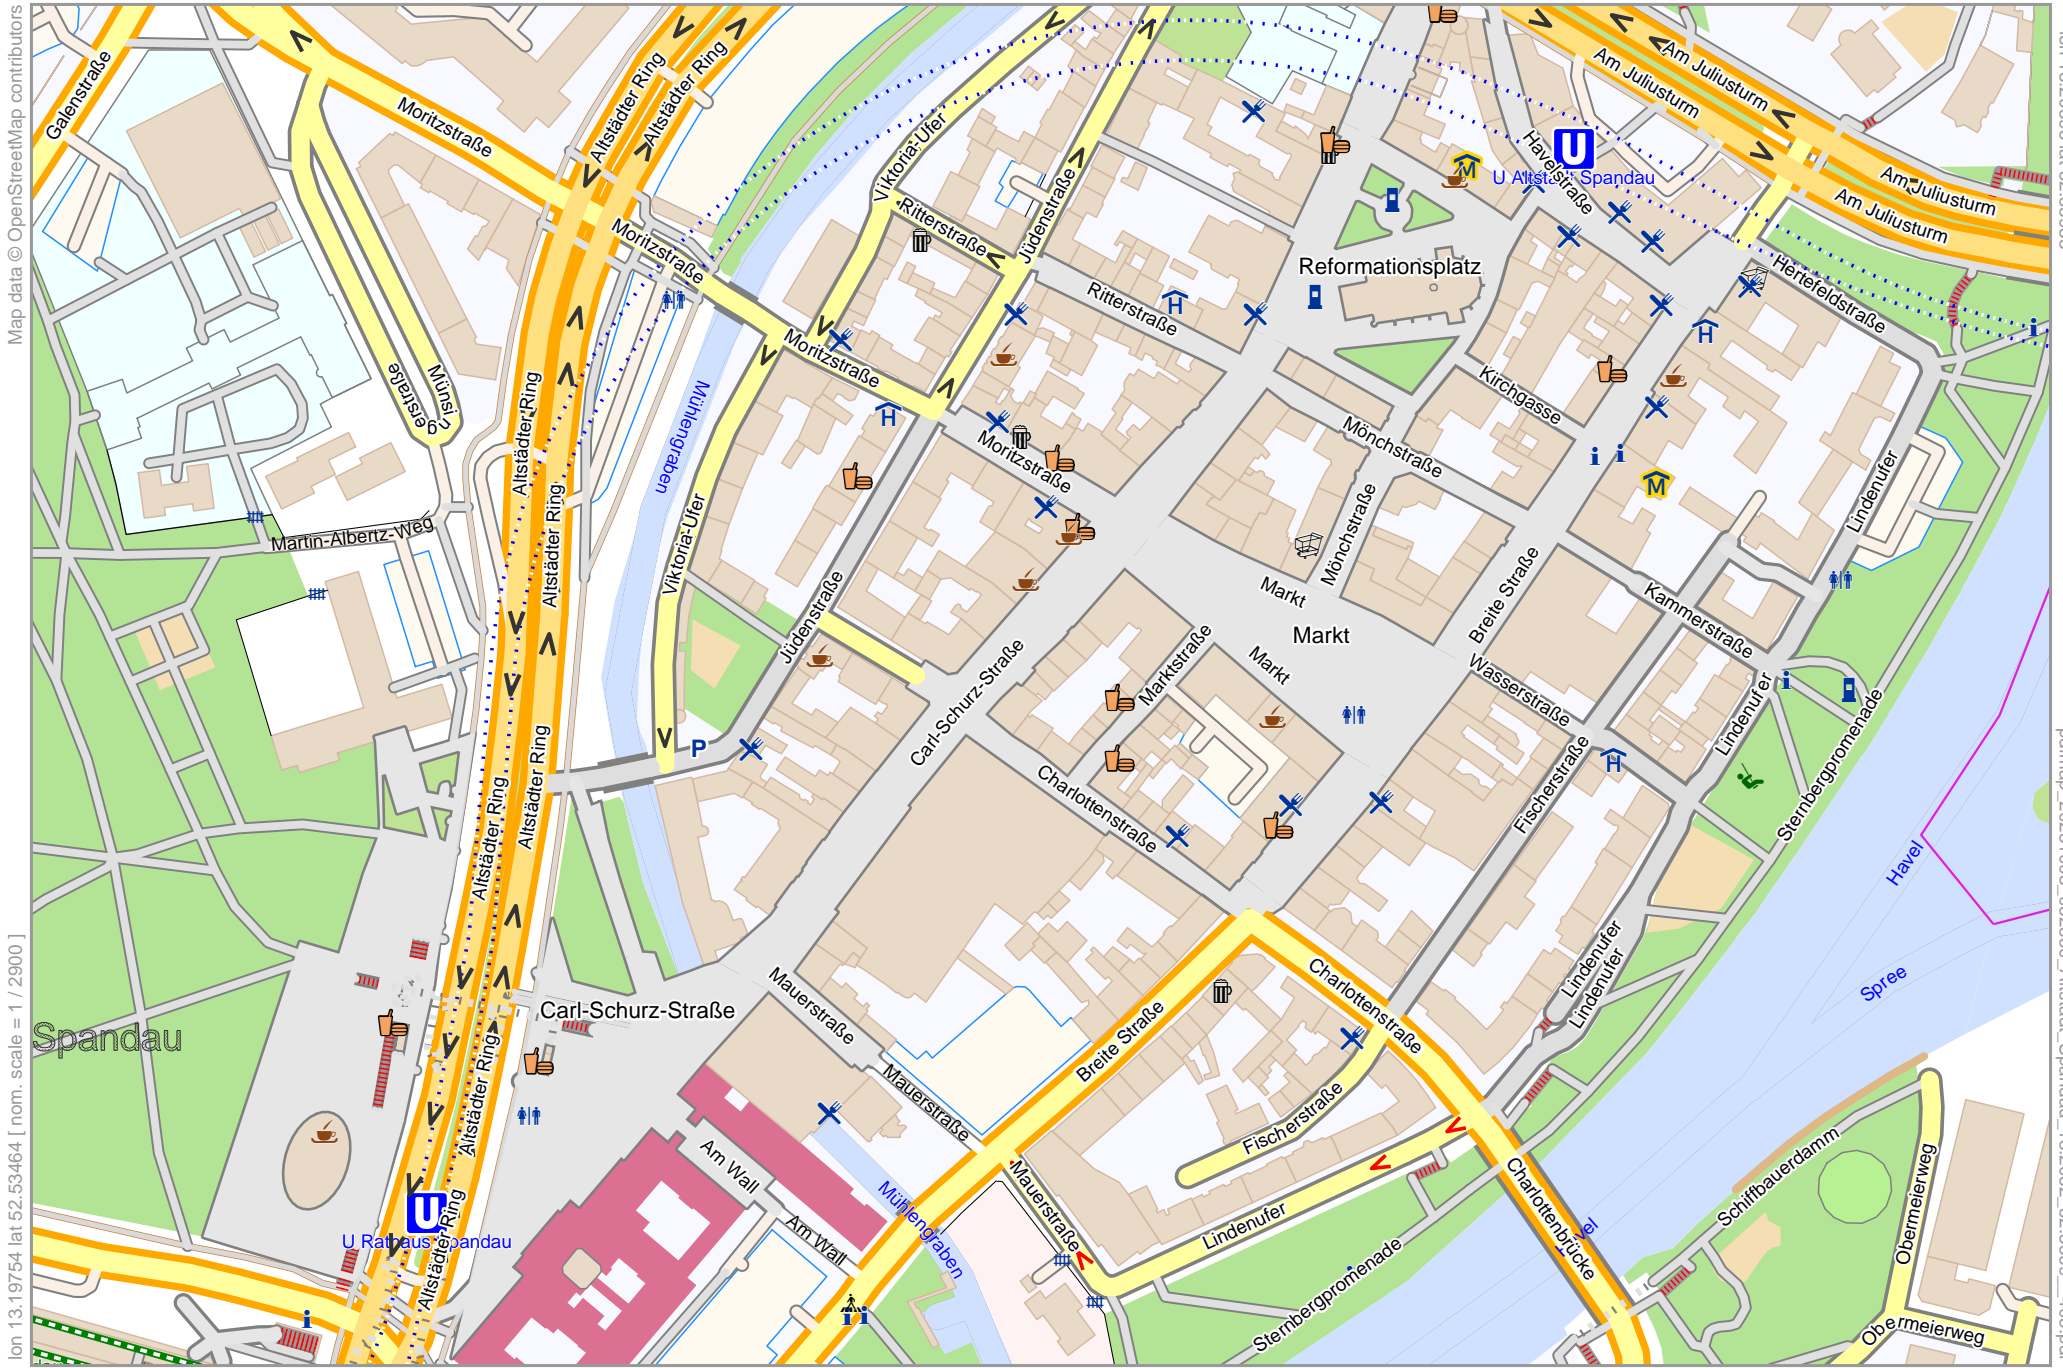 Map data © OpenStreetMap contributors
lon 13.19754 lat 52.53464 [ nom. scale = 1 / 2900 ]
Galenstraße
Moritzstraße
Altstädter Ring
Altstädter Ring
Moritzstraße
Viktoria-Ufer
Ritterstraße
Jüdenstraße
Havelstraße
U
U Altstadt Spandau
M
Am Juliusturm
Am Juliusturm
Am Juliusturm
Am Juliusturm
Reformationsplatz
Ritterstraße
H
Hertefeldstraße
H
Moritzstraße
H
Münsi
gerstraße
Mühlengraben
Altstädter Ring
Kirchgasse
Mönchstraße
Moritzstraße
Mönchstraße
M
Lindenufer
Martin-Albertz-Weg
Altstädter Ring
Viktoria-Ufer
Jüdenstraße
Markt
Markt
Markt
Breite Straße
Kammerstraße
Marktstraße
Carl-Schurz-Straße
Wasserstraße
Lindenufer
Sternbergpromenade
P
H
Charlottenstraße
Fischerstraße
Altstädter Ring
Altstädter Ring
Havel
Spree
Lindenufer
Lindenufer
Mauerstraße
Charlottenstraße
Carl-Schurz-Straße
Breite Straße
Spandau
Altstädter Ring
Mauerstraße
Fischerstraße
Am Wall
Am Wall
Mühlengraben
Mauerstraße
Lindenufer
Sternbergpromenade
Charlottenbrücke
Schiffbauerdamm
Obermeierweg
Obermeierweg
U
U Rathaus Spandau
Altstädter Ring